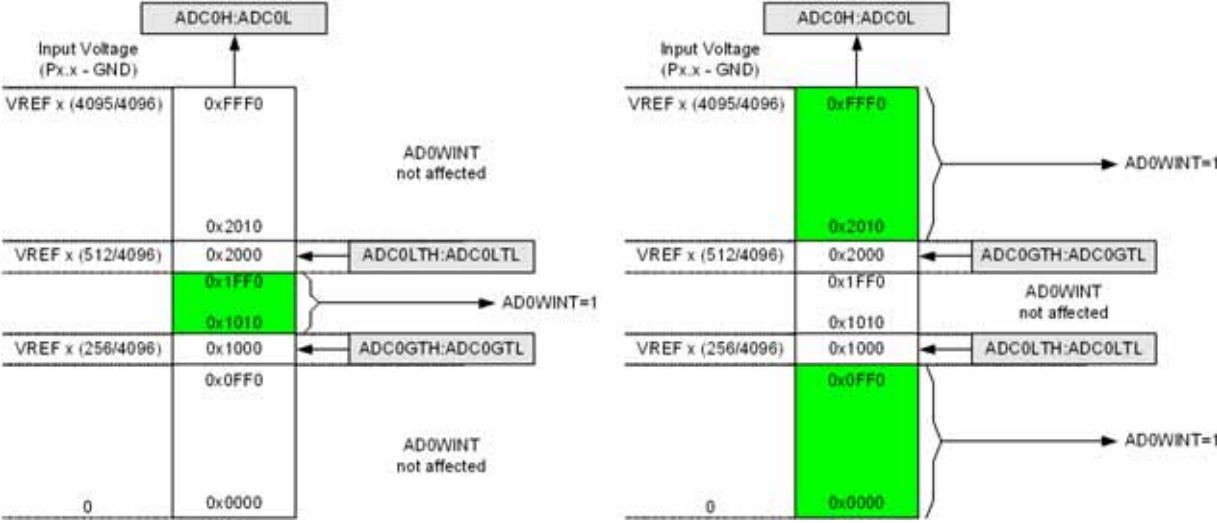 ADC0H:ADC0L
Input Voltage
(Px.x - GND)
VREF x (4095/4096)
0xFFF0
AD0WINT
not affected
0x2010
VREF x (512/4096)
0x2000
ADC0LTH:ADC0LTL
0x1FF0
AD0WINT=1
0x1010
VREF x (256/4096)
0x1000
ADC0GTH:ADC0GTL
0x0FF0
AD0WINT
not affected
0
0x0000
ADC0H:ADC0L
Input Voltage
(Px.x - GND)
VREF x (4095/4096)
0xFFF0
AD0WINT=1
0x2010
VREF x (512/4096)
0x2000
ADC0GTH:ADC0GTL
0x1FF0
AD0WINT
not affected
0x1010
VREF x (256/4096)
0x1000
ADC0LTH:ADC0LTL
0x0FF0
AD0WINT=1
0
0x0000